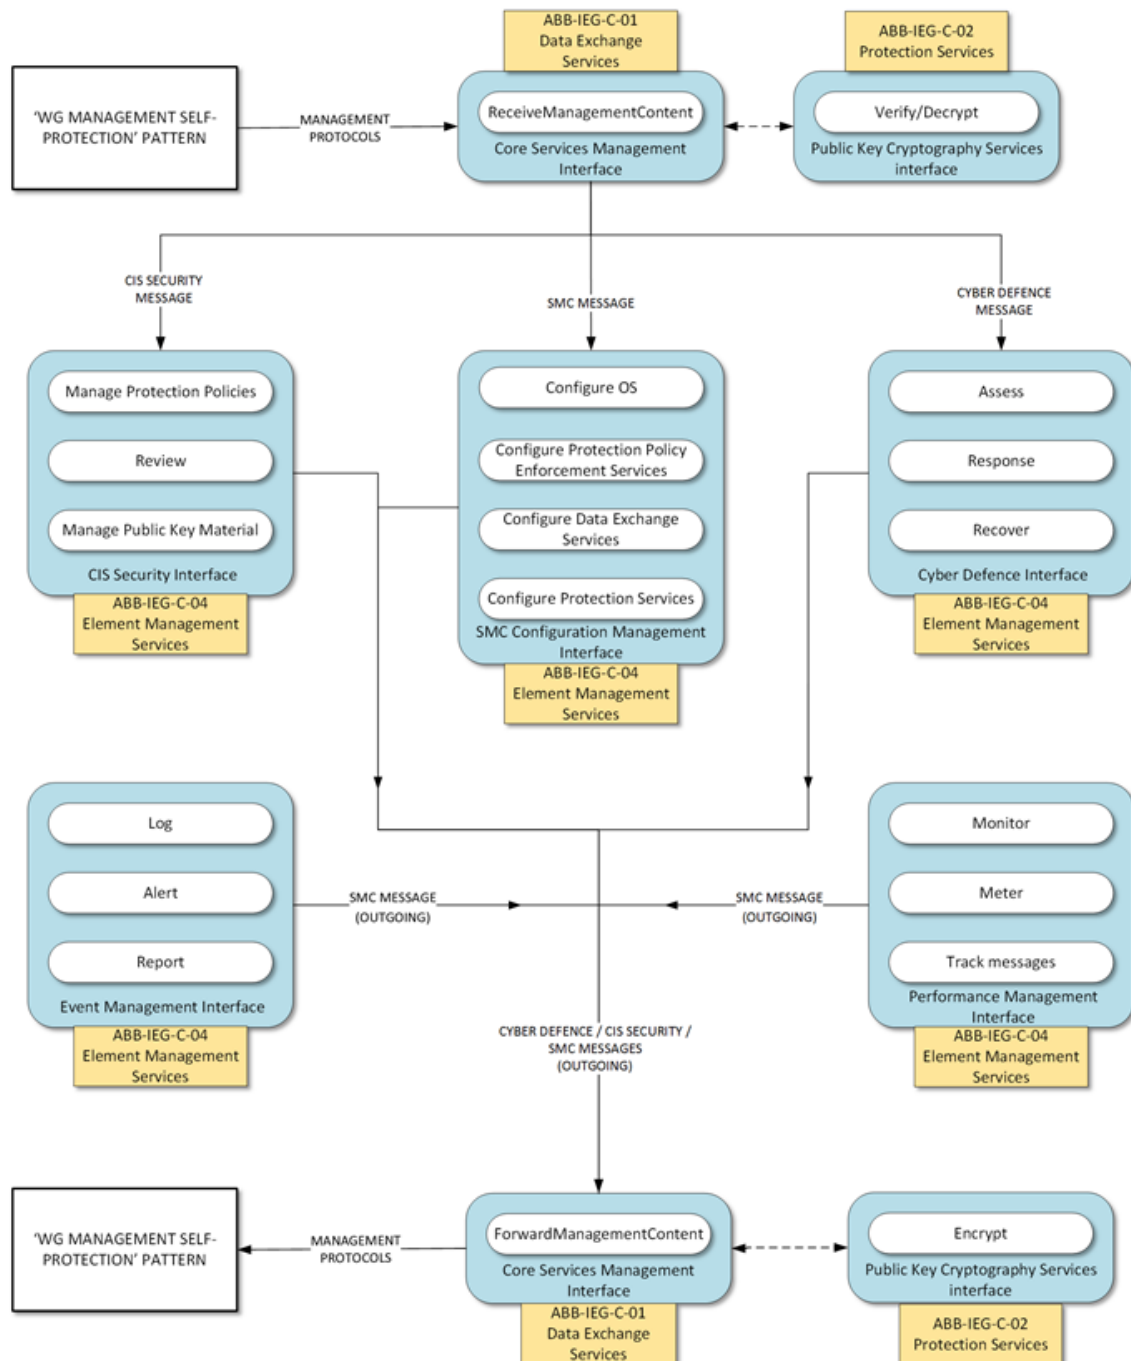 ABB-IEG-C-01
Data Exchange
Services
ABB-IEG-C-02
Protection Services
'WG MANAGEMENT SELF-
PROTECTION' PATTERN
MANAGEMENT
PROTOCOLS
ReceiveManagementContent
Core Services Management
Interface
Verify/Decrypt
Public Key Cryptography Services
interface
CIS SECURITY
MESSAGE
SMC MESSAGE
CYBER DEFENCE
MESSAGE
Manage Protection Policies
Review
Manage Public Key Material
CIS Security Interface
ABB-IEG-C-04
Element Management
Services
Configure OS
Configure Protection Policy
Enforcement Services
Configure Data Exchange
Services
Configure Protection Services
SMC Configuration Management
Interface
ABB-IEG-C-04
Element Management
Services
Assess
Response
Recover
Cyber Defence Interface
ABB-IEG-C-04
Element Management
Services
Log
Alert
Report
Event Management Interface
ABB-IEG-C-04
Element Management
Services
SMC MESSAGE
(OUTGOING)
SMC MESSAGE
(OUTGOING)
Monitor
Meter
Track messages
Performance Management
Interface
ABB-IEG-C-04
Element Management
Services
CYBER DEFENCE / CIS SECURITY /
SMC MESSAGES
(OUTGOING)
'WG MANAGEMENT SELF-
PROTECTION' PATTERN
MANAGEMENT
PROTOCOLS
ForwardManagementContent
Core Services Management
Interface
ABB-IEG-C-01
Data Exchange
Services
Encrypt
Public Key Cryptography Services
interface
ABB-IEG-C-02
Protection Services